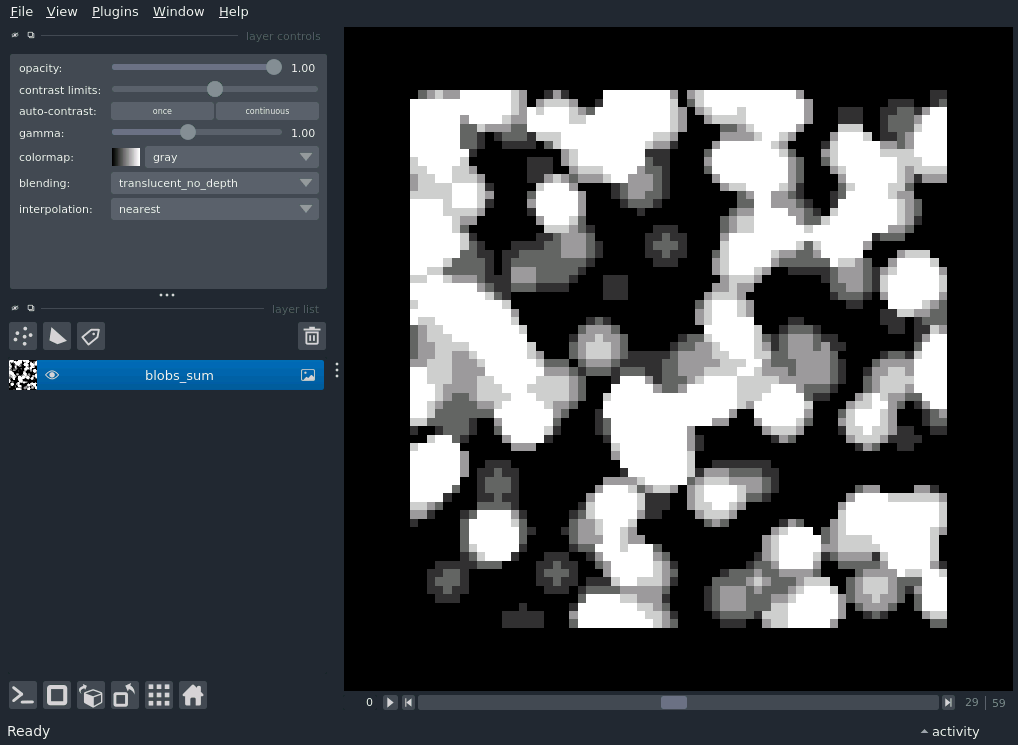 File View Plugins Window Help
layer controls
opacity: 1.00
contrast limits:
auto-contrast: once continuous
gamma: 1.00
colormap: gray
blending: translucent_no_depth
interpolation: nearest
layer list
blobs_sum
0 29 | 59
Ready activity